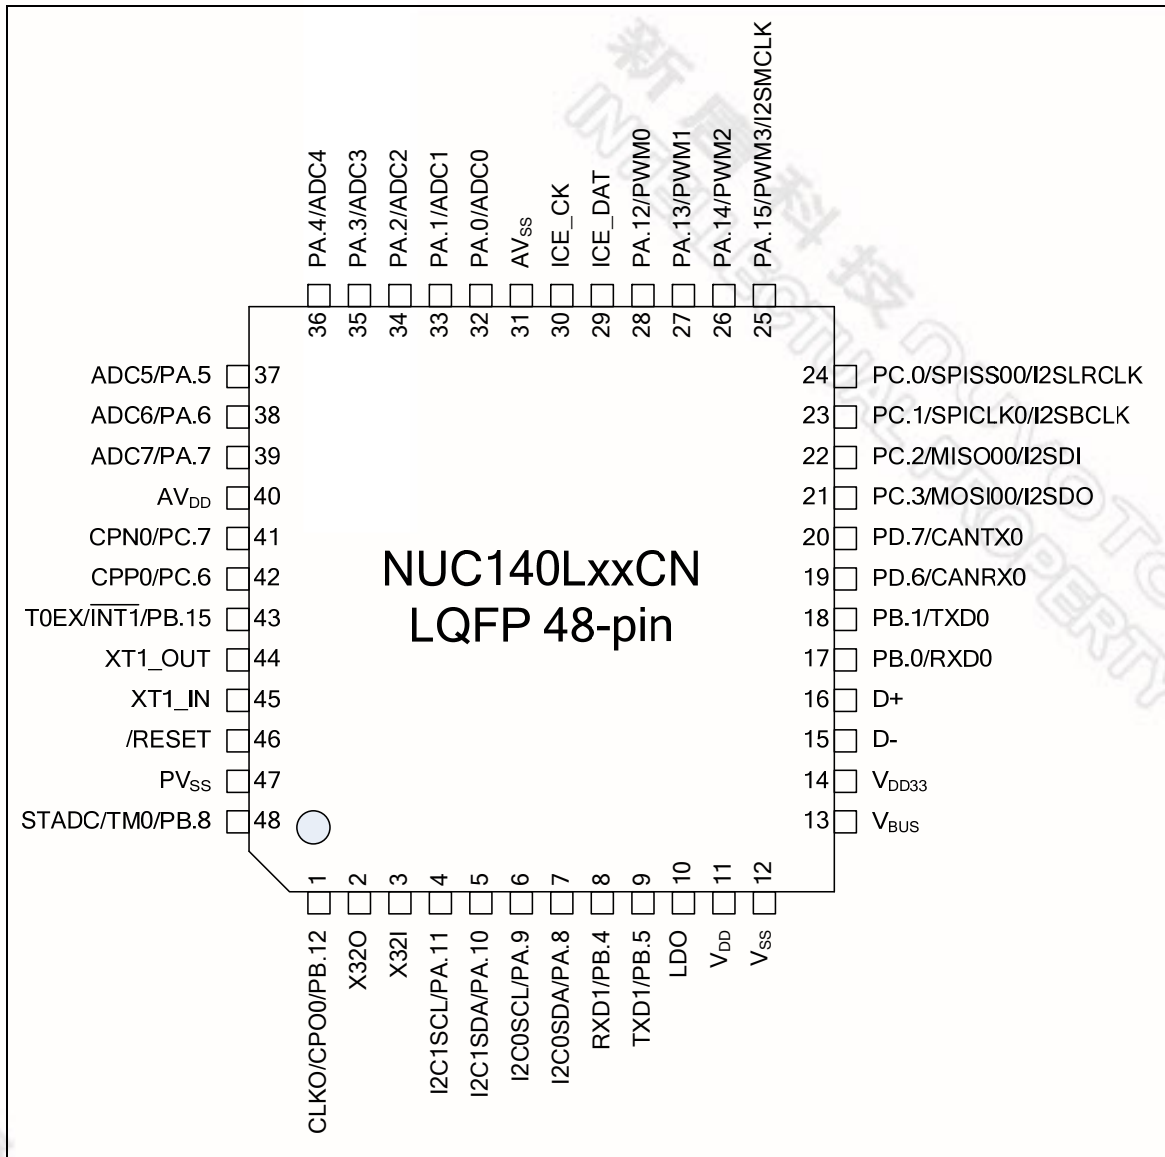 新唐科技 nuvoTon
INTELLECTUAL PROPERTY
PA.4/ADC4
PA.3/ADC3
PA.2/ADC2
PA.1/ADC1
PA.0/ADC0
AVSS
ICE_CK
ICE_DAT
PA.12/PWM0
PA.13/PWM1
PA.14/PWM2
PA.15/PWM3/I2SMCLK
36
35
34
33
32
31
30
29
28
27
26
25
ADC5/PA.5 37
ADC6/PA.6 38
ADC7/PA.7 39
AVDD 40
CPN0/PC.7 41
CPP0/PC.6 42
T0EX/INT1/PB.15 43
XT1_OUT 44
XT1_IN 45
/RESET 46
PVSS 47
STADC/TM0/PB.8 48
NUC140LxxCN
LQFP 48-pin
24 PC.0/SPISS00/I2SLRCLK
23 PC.1/SPICLK0/I2SBCLK
22 PC.2/MISO00/I2SDI
21 PC.3/MOSI00/I2SDO
20 PD.7/CANTX0
19 PD.6/CANRX0
18 PB.1/TXD0
17 PB.0/RXD0
16 D+
15 D-
14 VDD33
13 VBUS
1
2
3
4
5
6
7
8
9
10
11
12
CLKO/CPO0/PB.12
X32O
X32I
I2C1SCL/PA.11
I2C1SDA/PA.10
I2C0SCL/PA.9
I2C0SDA/PA.8
RXD1/PB.4
TXD1/PB.5
LDO
VDD
VSS